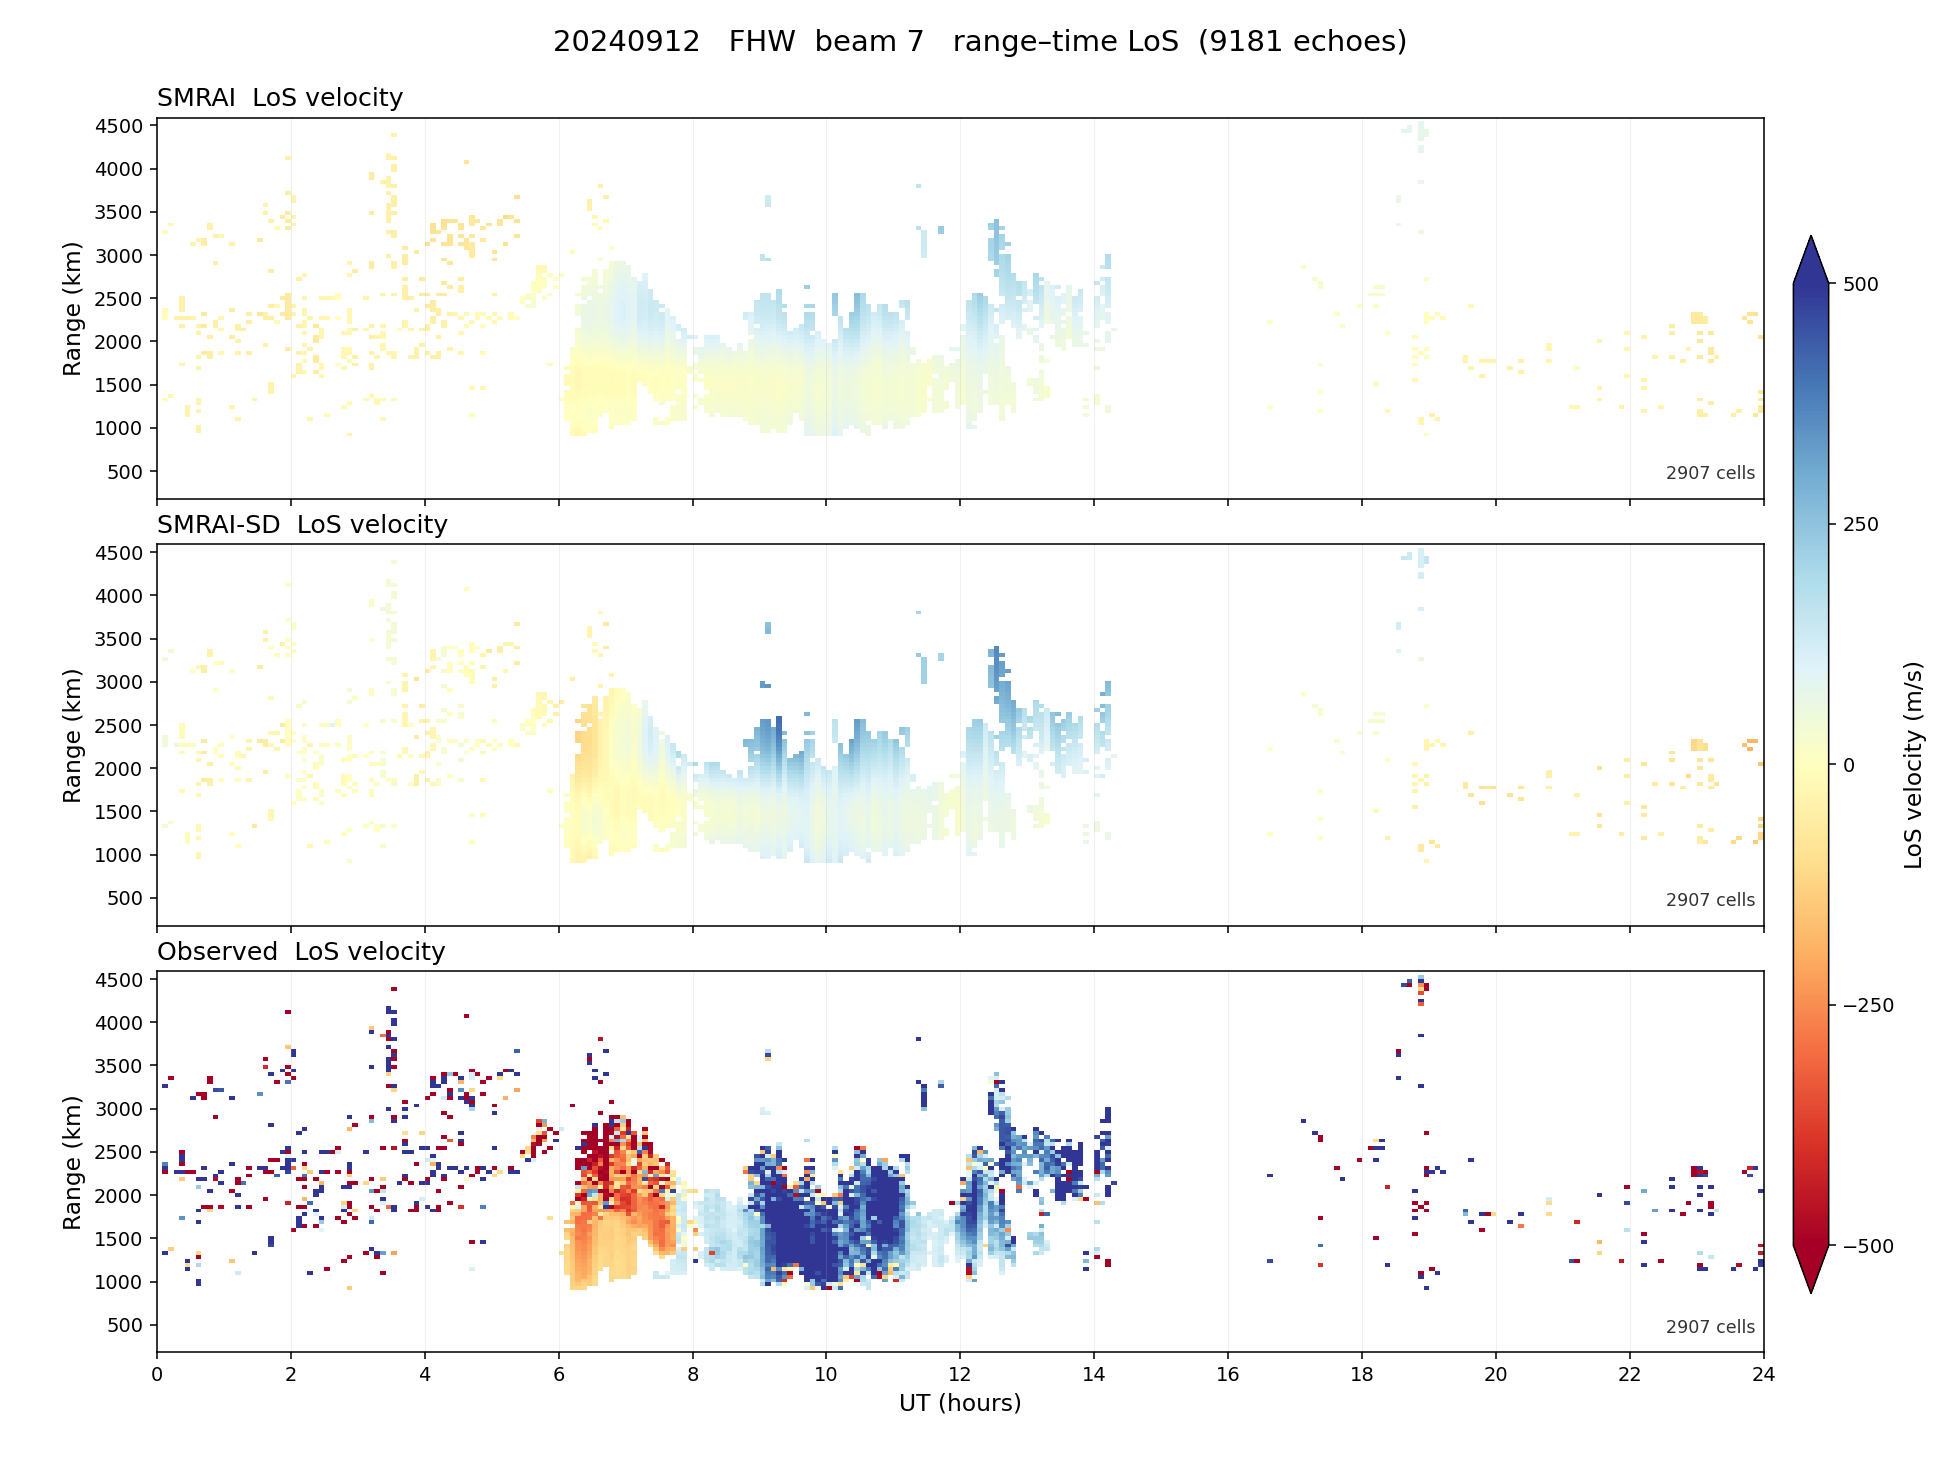 20240912 FHW beam 7 range–time LoS (9181 echoes)
SMRAI LoS velocity
4500
4000
3500
3000
2500
2000
1500
1000
500
Range (km)
2907 cells
SMRAI-SD LoS velocity
4500
4000
3500
3000
2500
2000
1500
1000
500
Range (km)
2907 cells
Observed LoS velocity
4500
4000
3500
3000
2500
2000
1500
1000
500
Range (km)
2907 cells
0 2 4 6 8 10 12 14 16 18 20 22 24
UT (hours)
500
250
0
−250
−500
LoS velocity (m/s)